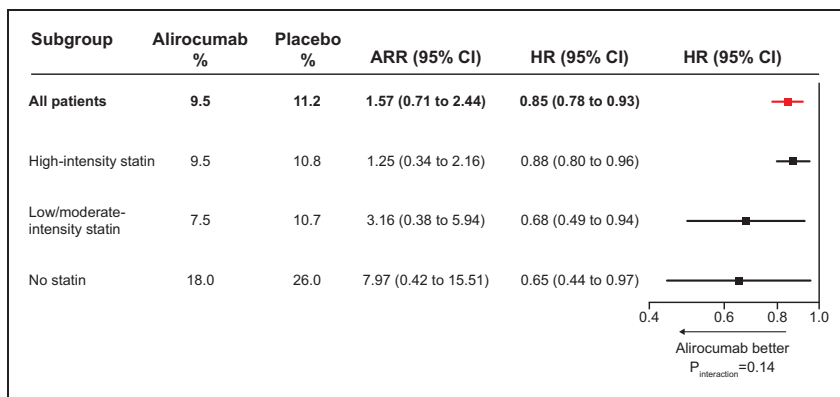 Subgroup Alirocumab % Placebo % ARR (95% CI) HR (95% CI) HR (95% CI)
All patients 9.5 11.2 1.57 (0.71 to 2.44) 0.85 (0.78 to 0.93)
High-intensity statin 9.5 10.8 1.25 (0.34 to 2.16) 0.88 (0.80 to 0.96)
Low/moderate-
intensity statin 7.5 10.7 3.16 (0.38 to 5.94) 0.68 (0.49 to 0.94)
No statin 18.0 26.0 7.97 (0.42 to 15.51) 0.65 (0.44 to 0.97)
0.4 0.6 0.8 1.0
Alirocumab better
Pinteraction=0.14